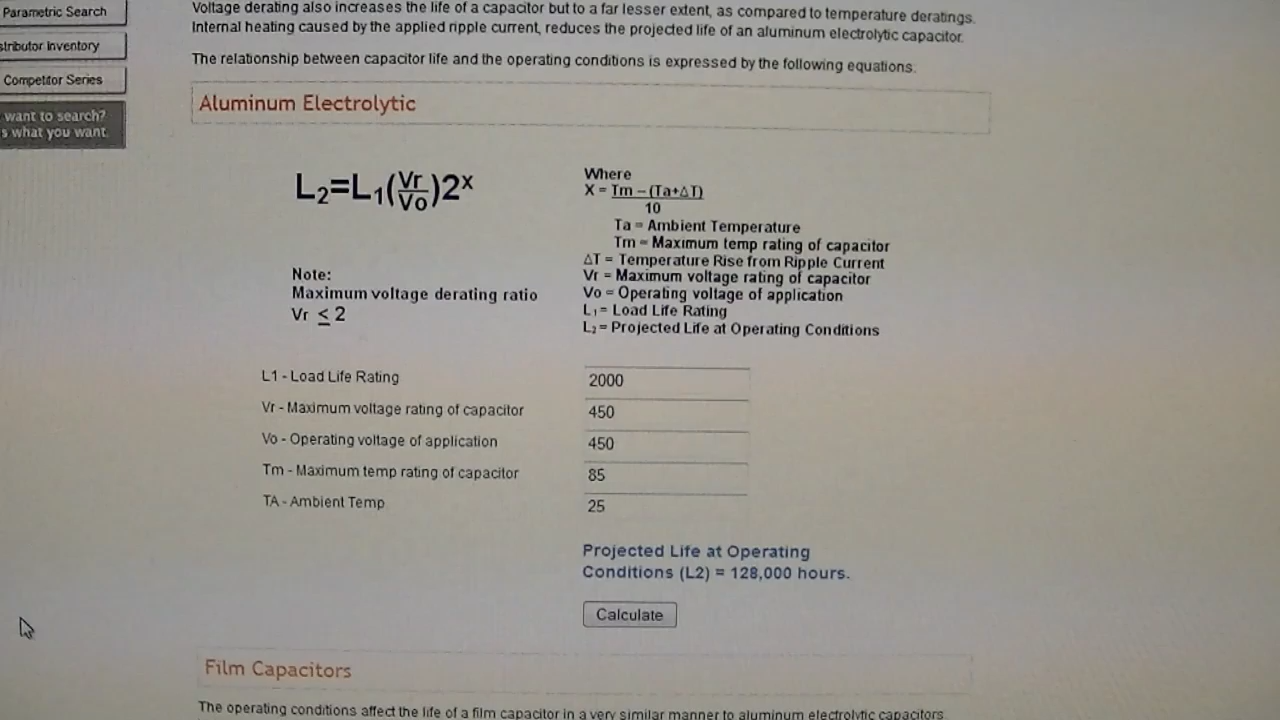 Parametric Search
stributor Inventory
Competitor Series
want to search?
s what you want.
Voltage derating also increases the life of a capacitor but to a far lesser extent, as compared to temperature deratings.
Internal heating caused by the applied ripple current, reduces the projected life of an aluminum electrolytic capacitor.
The relationship between capacitor life and the operating conditions is expressed by the following equations.
Aluminum Electrolytic
L₂=L₁(Vr/Vo)2ˣ
Where
X = Tm – (Ta+ΔT)
10
Ta = Ambient Temperature
Tm = Maximum temp rating of capacitor
ΔT = Temperature Rise from Ripple Current
Vr = Maximum voltage rating of capacitor
Vo = Operating voltage of application
L₁ = Load Life Rating
L₂ = Projected Life at Operating Conditions
Note:
Maximum voltage derating ratio
Vr ≤ 2
L1 - Load Life Rating 2000
Vr - Maximum voltage rating of capacitor 450
Vo - Operating voltage of application 450
Tm - Maximum temp rating of capacitor 85
TA - Ambient Temp 25
Projected Life at Operating
Conditions (L2) = 128,000 hours.
Calculate
Film Capacitors
The operating conditions affect the life of a film capacitor in a very similar manner to aluminum electrolytic capacitors